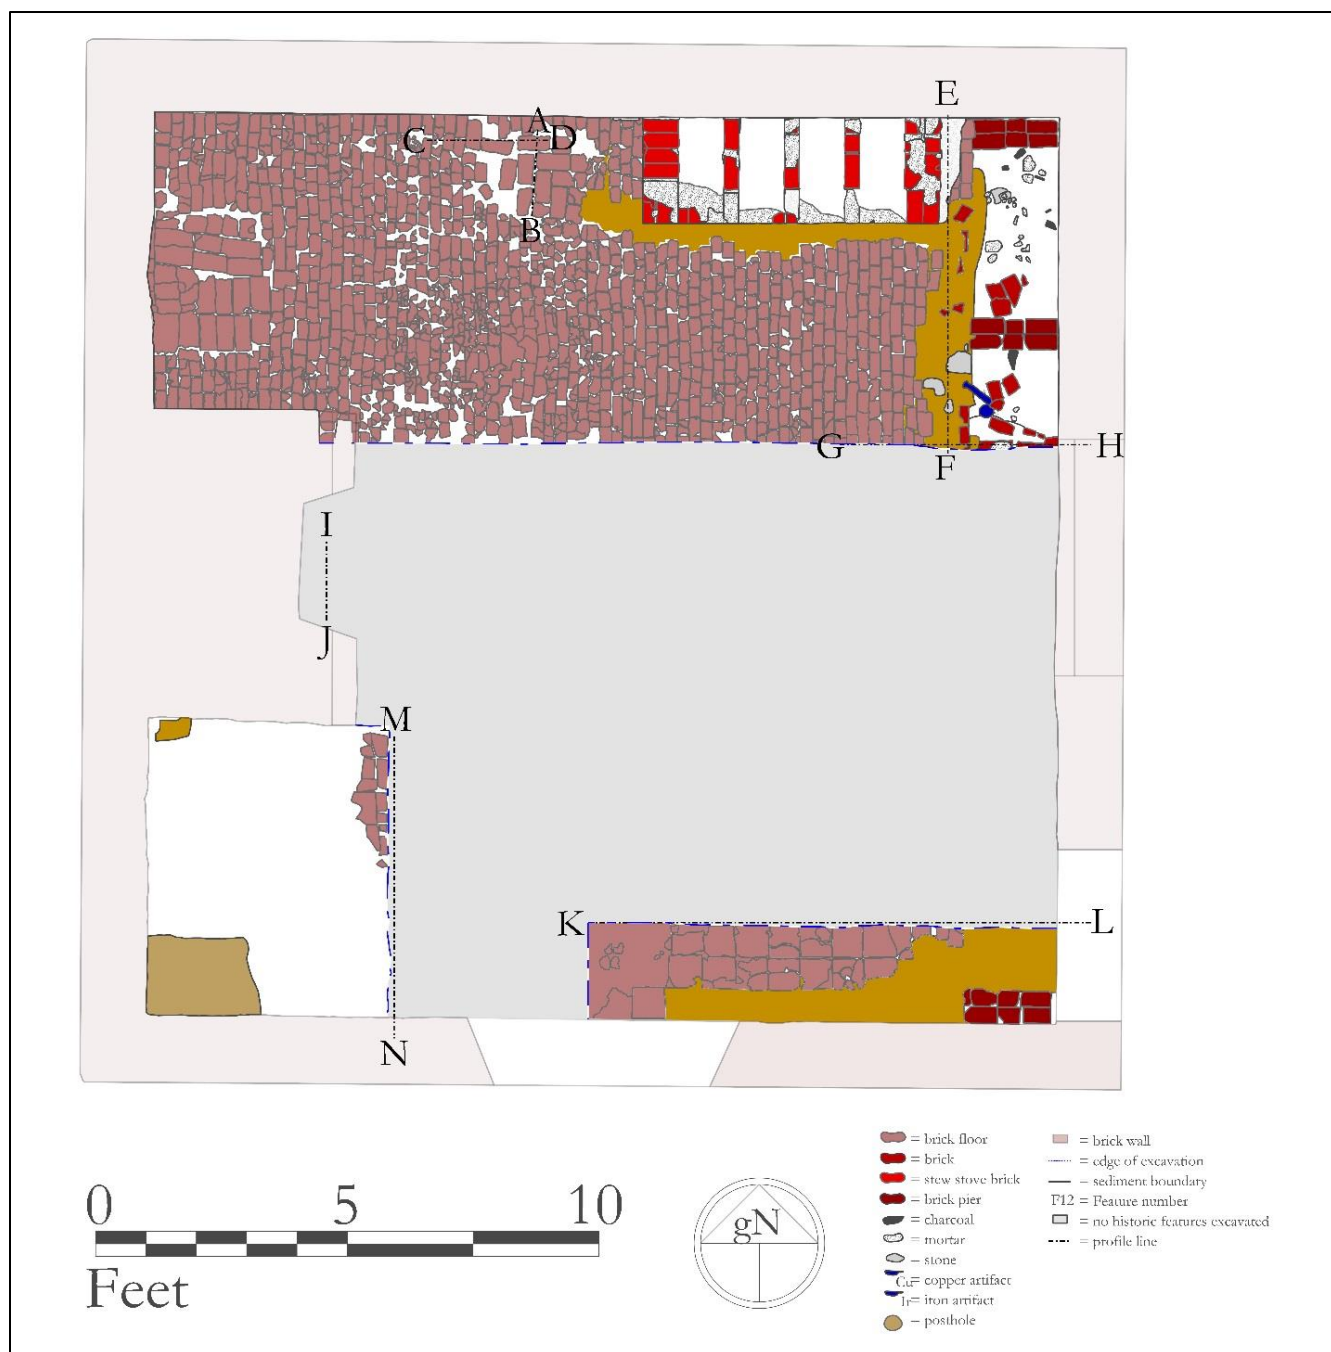 E
A
C
D
B
G
F
H
I
J
M
K
L
N
0 5 10
Feet
gN
= brick floor
= brick
= stew stove brick
= brick pier
= charcoal
= mortar
= stone
Cu = copper artifact
Ir = iron artifact
= posthole
= brick wall
= edge of excavation
= sediment boundary
F12 = Feature number
= no historic features excavated
= profile line